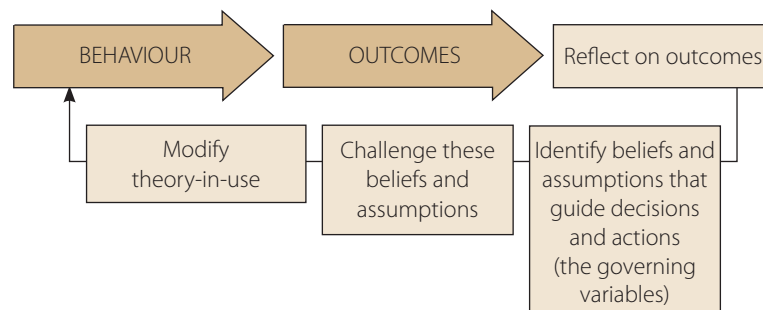 BEHAVIOUR
OUTCOMES
Reflect on outcomes
Modify
theory-in-use
Challenge these
beliefs and
assumptions
Identify beliefs and
assumptions that
guide decisions
and actions
(the governing
variables)